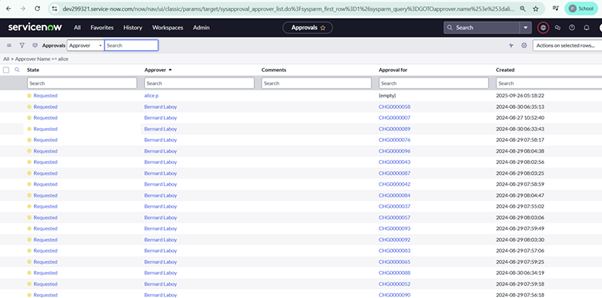 dev299321.service-now.com/now/nav/ui/classic/params/target/sysapproval_approver_list.do%3Fsysparm_first_row%3D1%26sysparm_query%3DGOTOapprover.name%253e%253dali...
School
servicenow All Favorites History Workspaces Admin Approvals Search
Approvals Approver Search Actions on selected rows...
All > Approver Name >= alice
State Approver Comments Approval for Created
Search Search Search Search Search
Requested alice.p (empty) 2025-09-26 05:18:22
Requested Bernard Laboy CHG0000058 2024-08-30 06:35:13
Requested Bernard Laboy CHG0000007 2024-08-27 10:52:40
Requested Bernard Laboy CHG0000089 2024-08-30 06:33:43
Requested Bernard Laboy CHG0000076 2024-08-29 07:58:17
Requested Bernard Laboy CHG0000096 2024-08-29 08:04:38
Requested Bernard Laboy CHG0000043 2024-08-29 08:02:56
Requested Bernard Laboy CHG0000087 2024-08-29 08:03:25
Requested Bernard Laboy CHG0000042 2024-08-29 07:58:59
Requested Bernard Laboy CHG0000084 2024-08-29 08:04:47
Requested Bernard Laboy CHG0000037 2024-08-29 07:55:02
Requested Bernard Laboy CHG0000057 2024-08-29 08:03:06
Requested Bernard Laboy CHG0000093 2024-08-29 07:59:49
Requested Bernard Laboy CHG0000092 2024-08-29 08:03:30
Requested Bernard Laboy CHG0000083 2024-08-29 07:57:06
Requested Bernard Laboy CHG0000065 2024-08-29 07:59:25
Requested Bernard Laboy CHG0000088 2024-08-30 06:34:19
Requested Bernard Laboy CHG0000052 2024-08-29 07:59:18
Requested Bernard Laboy CHG0000090 2024-08-29 07:56:18